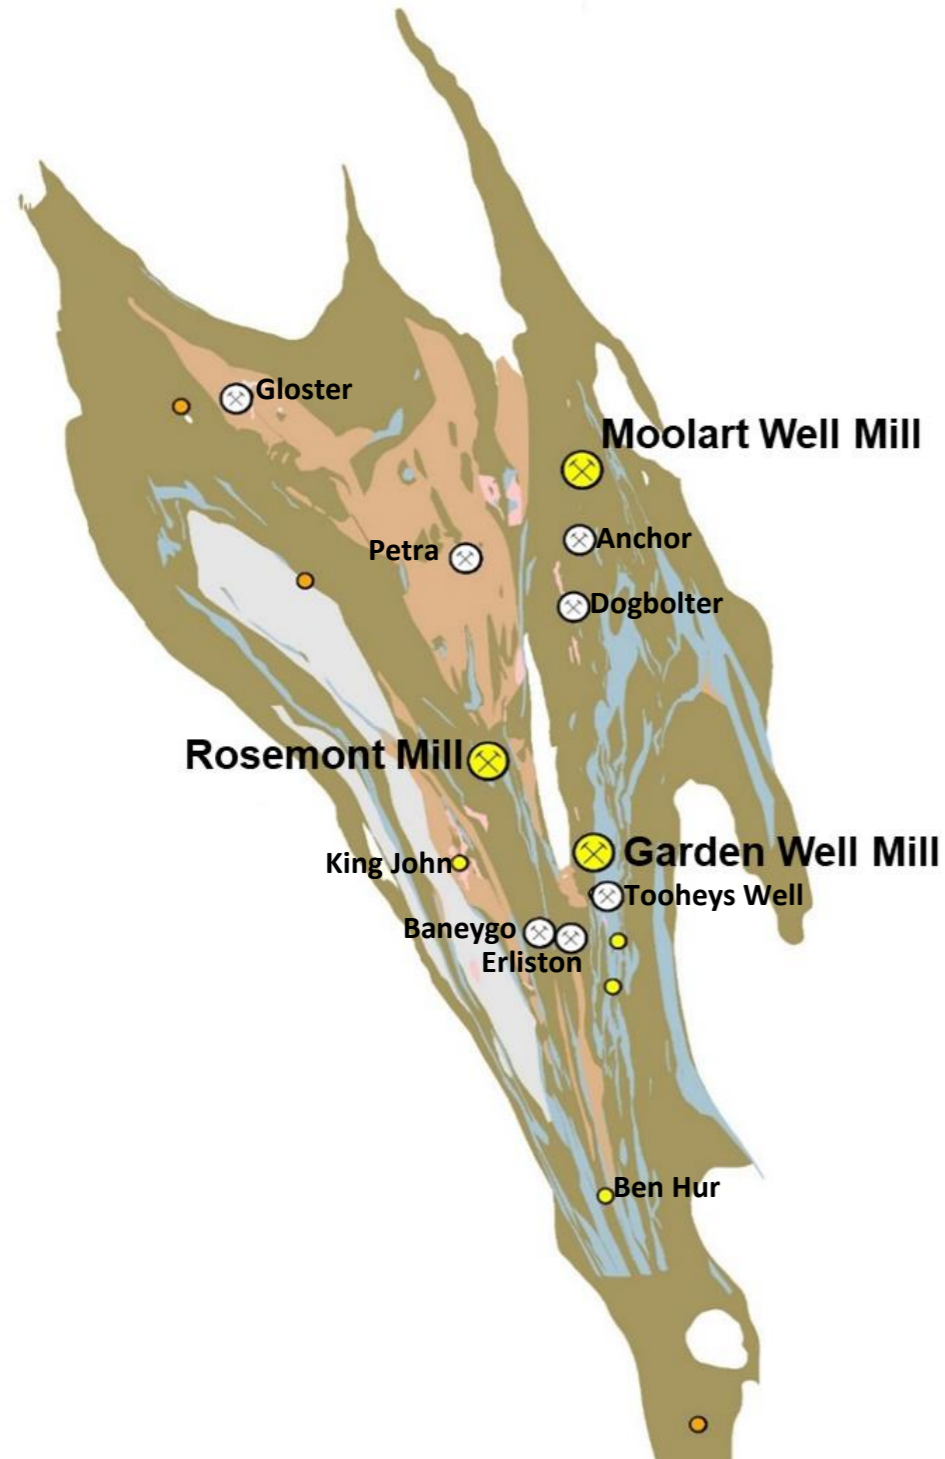 Gloster
Moolart Well Mill
Anchor
Petra
Dogbolter
Rosemont Mill
Garden Well Mill
King John
Tooheys Well
Baneygo
Erliston
Ben Hur